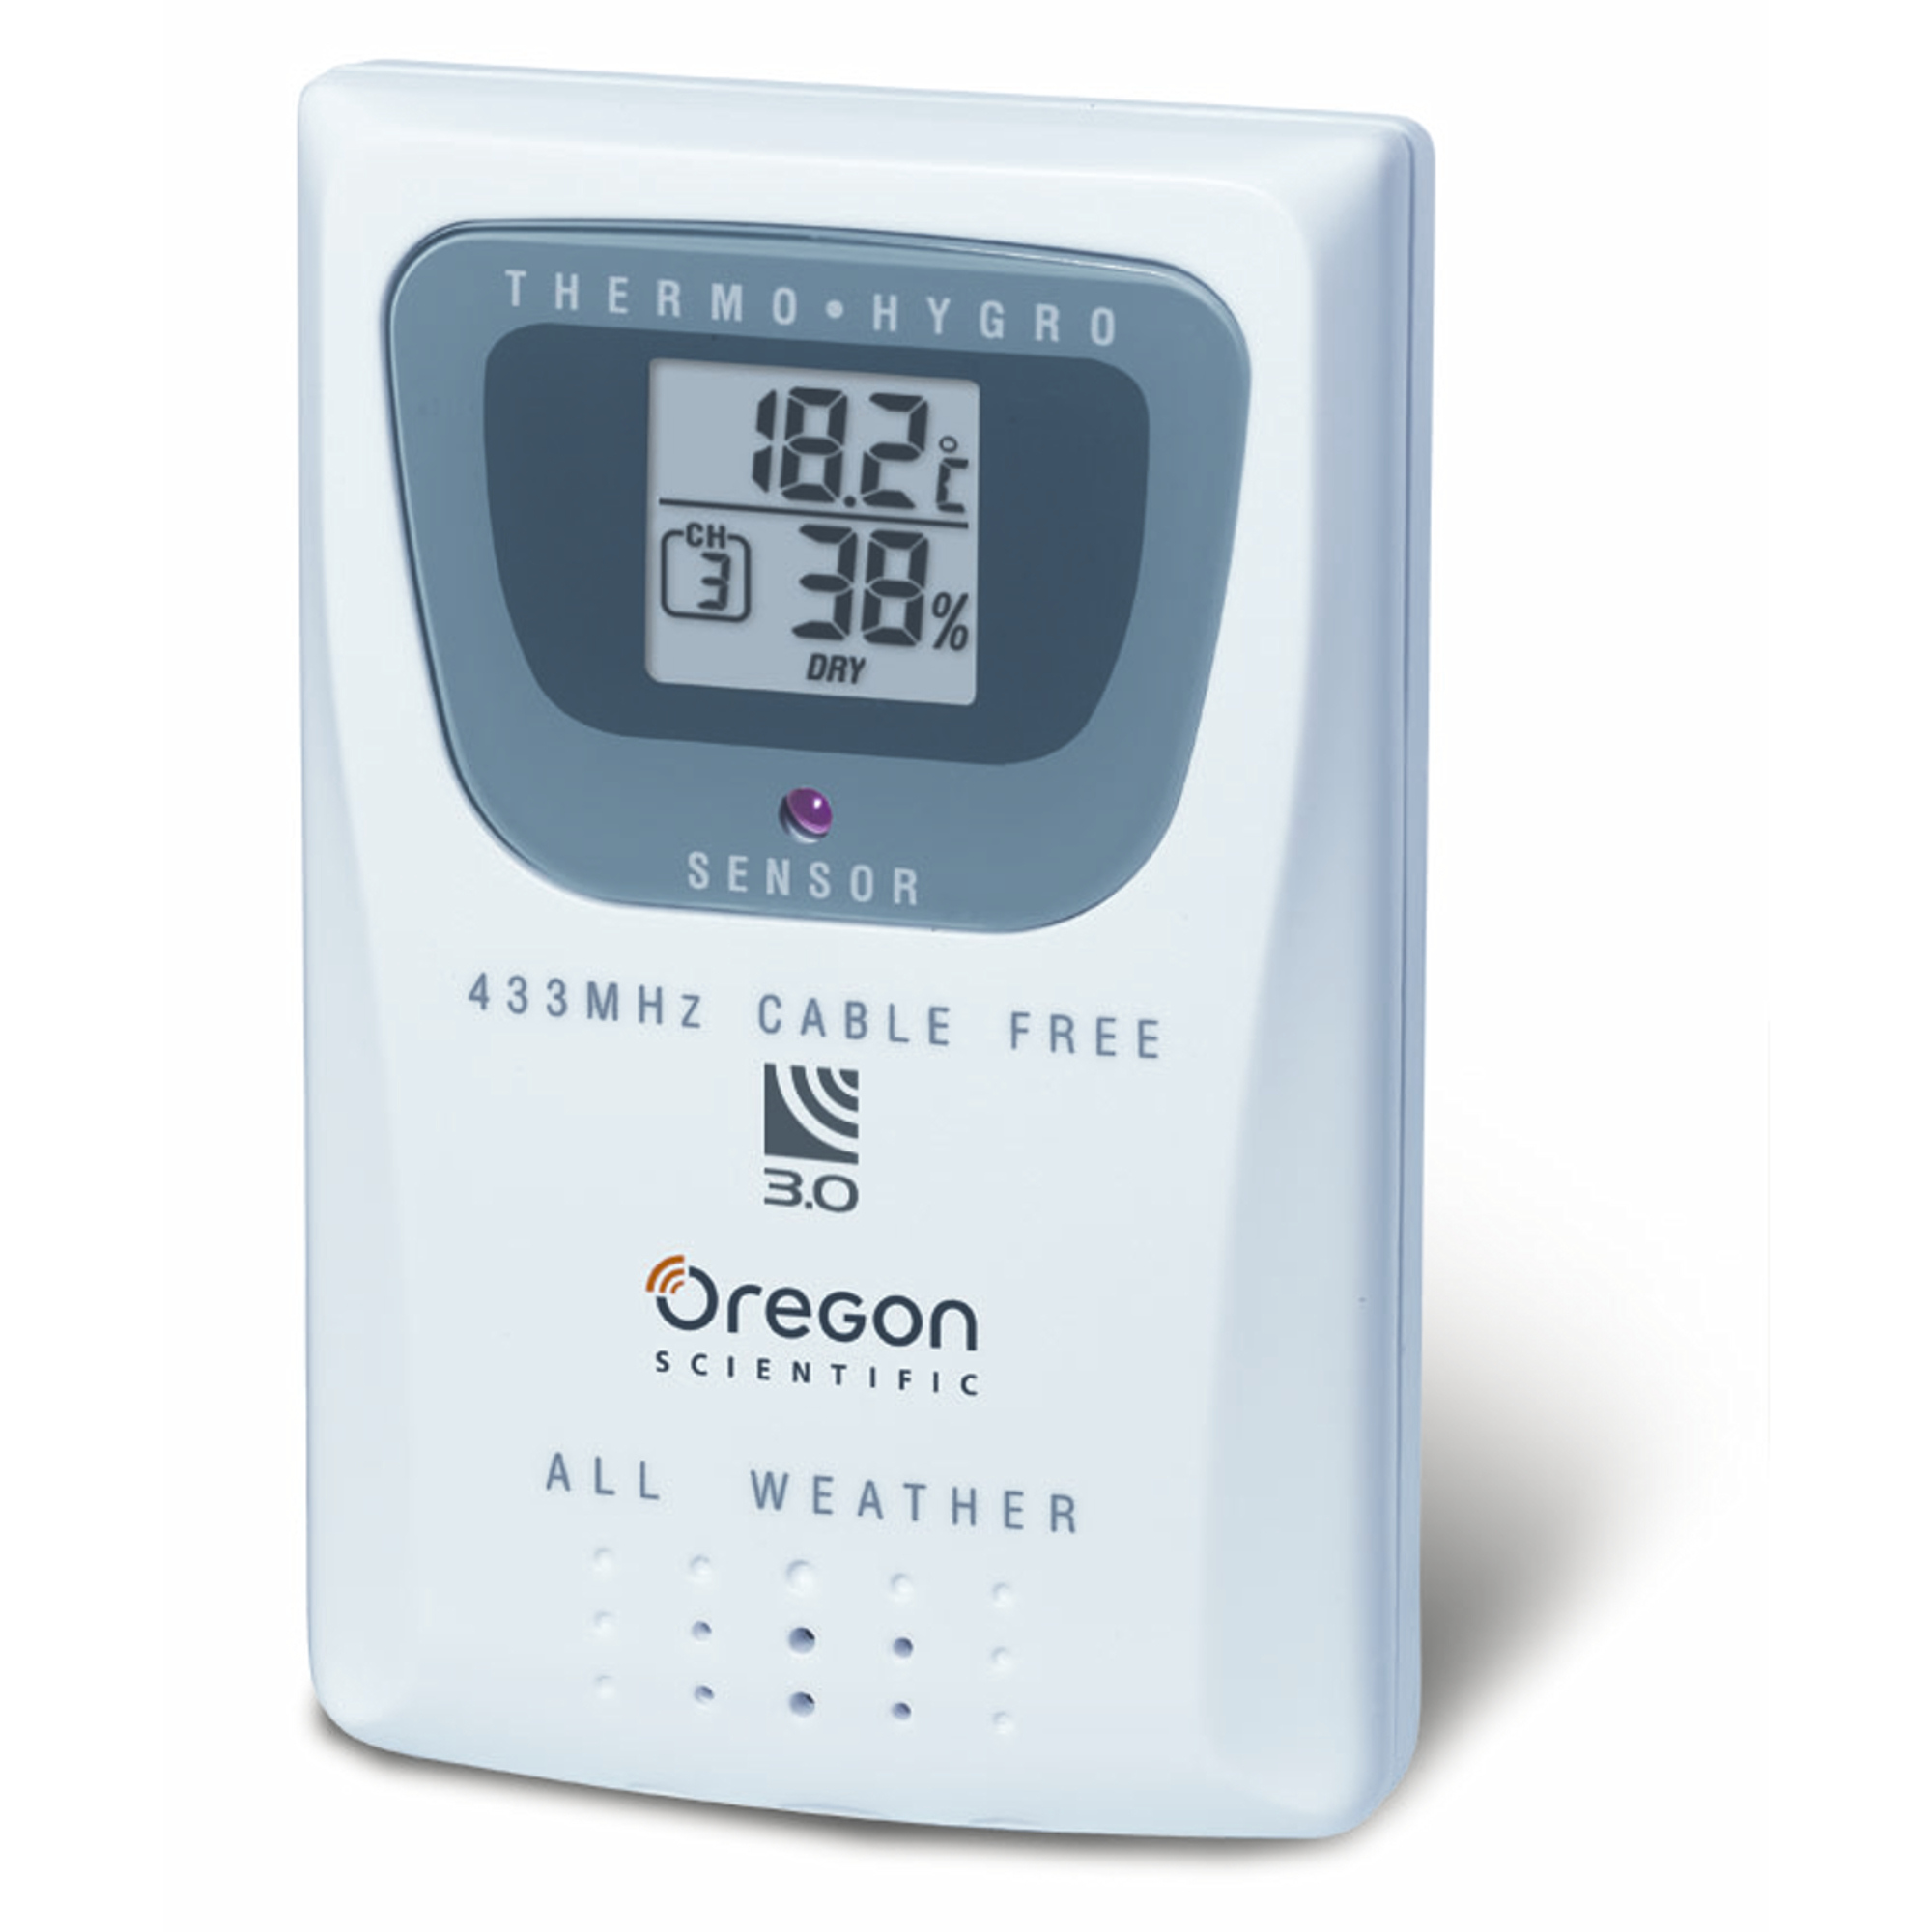 THERMO•HYGRO
18.2°C
CH
3 38%
DRY
SENSOR
433MHz CABLE FREE
3.0
Oregon
SCIENTIFIC
ALL WEATHER